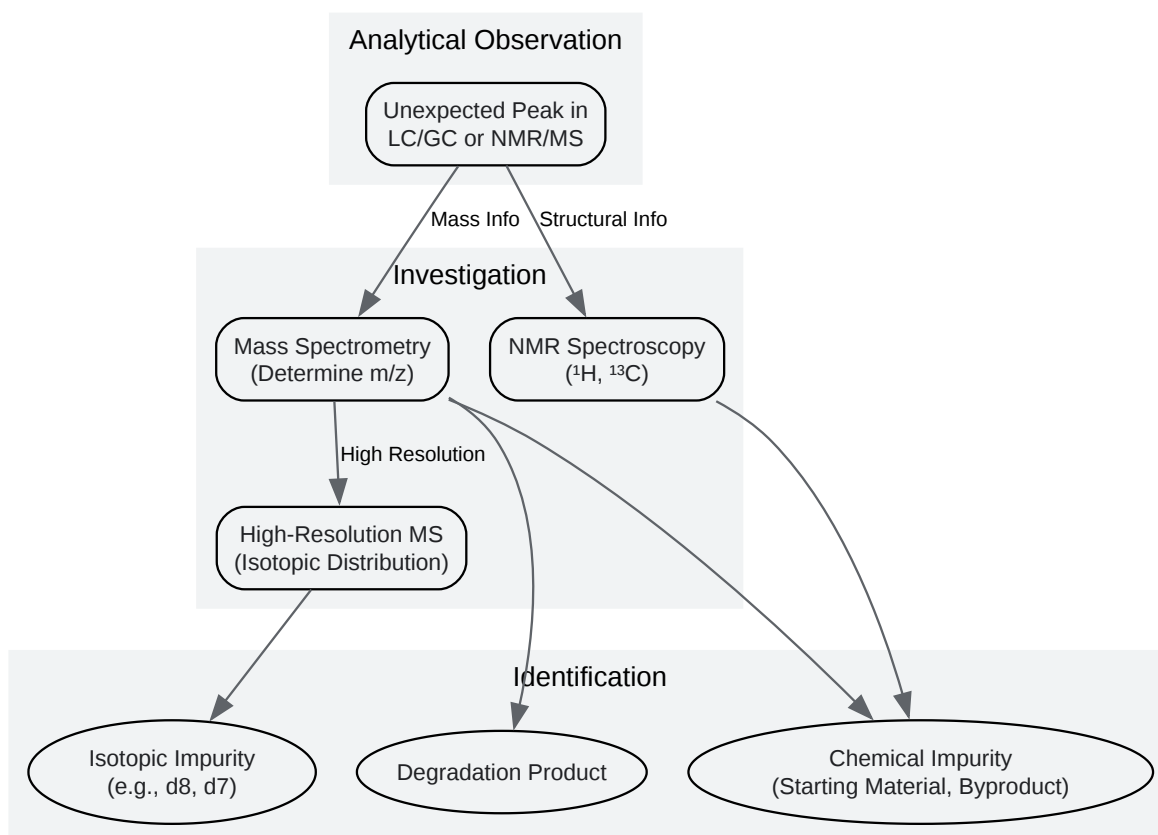 Analytical Observation
Unexpected Peak in
LC/GC or NMR/MS
Mass Info
Structural Info
Investigation
Mass Spectrometry
(Determine m/z)
NMR Spectroscopy
(¹H, ¹³C)
High Resolution
High-Resolution MS
(Isotopic Distribution)
Identification
Isotopic Impurity
(e.g., d8, d7)
Degradation Product
Chemical Impurity
(Starting Material, Byproduct)